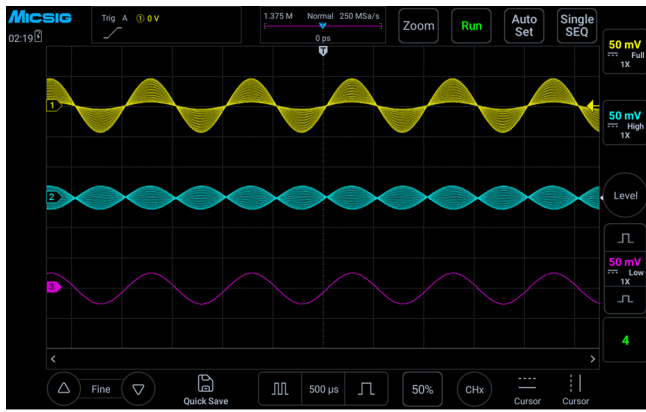 MICSIG
02:19
Trig A ① 0 V
1.375 M Normal 250 MSa/s
T
0 ps
Zoom
Run
Auto
Set
Single
SEQ
T
50 mV
Full
1X
1
50 mV
High
1X
2
Level
3
50 mV
Low
1X
4
<
>
Fine
Quick Save
500 µs
50%
CHx
Cursor
Cursor